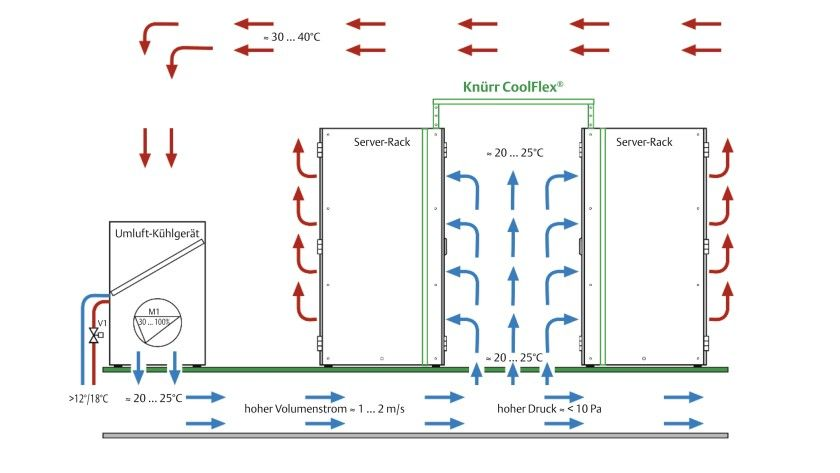 ≈ 30 ... 40°C
Knürr CoolFlex®
Server-Rack
≈ 20 ... 25°C
Server-Rack
Umluft-Kühlgerät
M1
30 ... 100%
V1
≈ 20 ... 25°C
>12°/18°C
≈ 20 ... 25°C
hoher Volumenstrom ≈ 1 ... 2 m/s
hoher Druck ≈ < 10 Pa